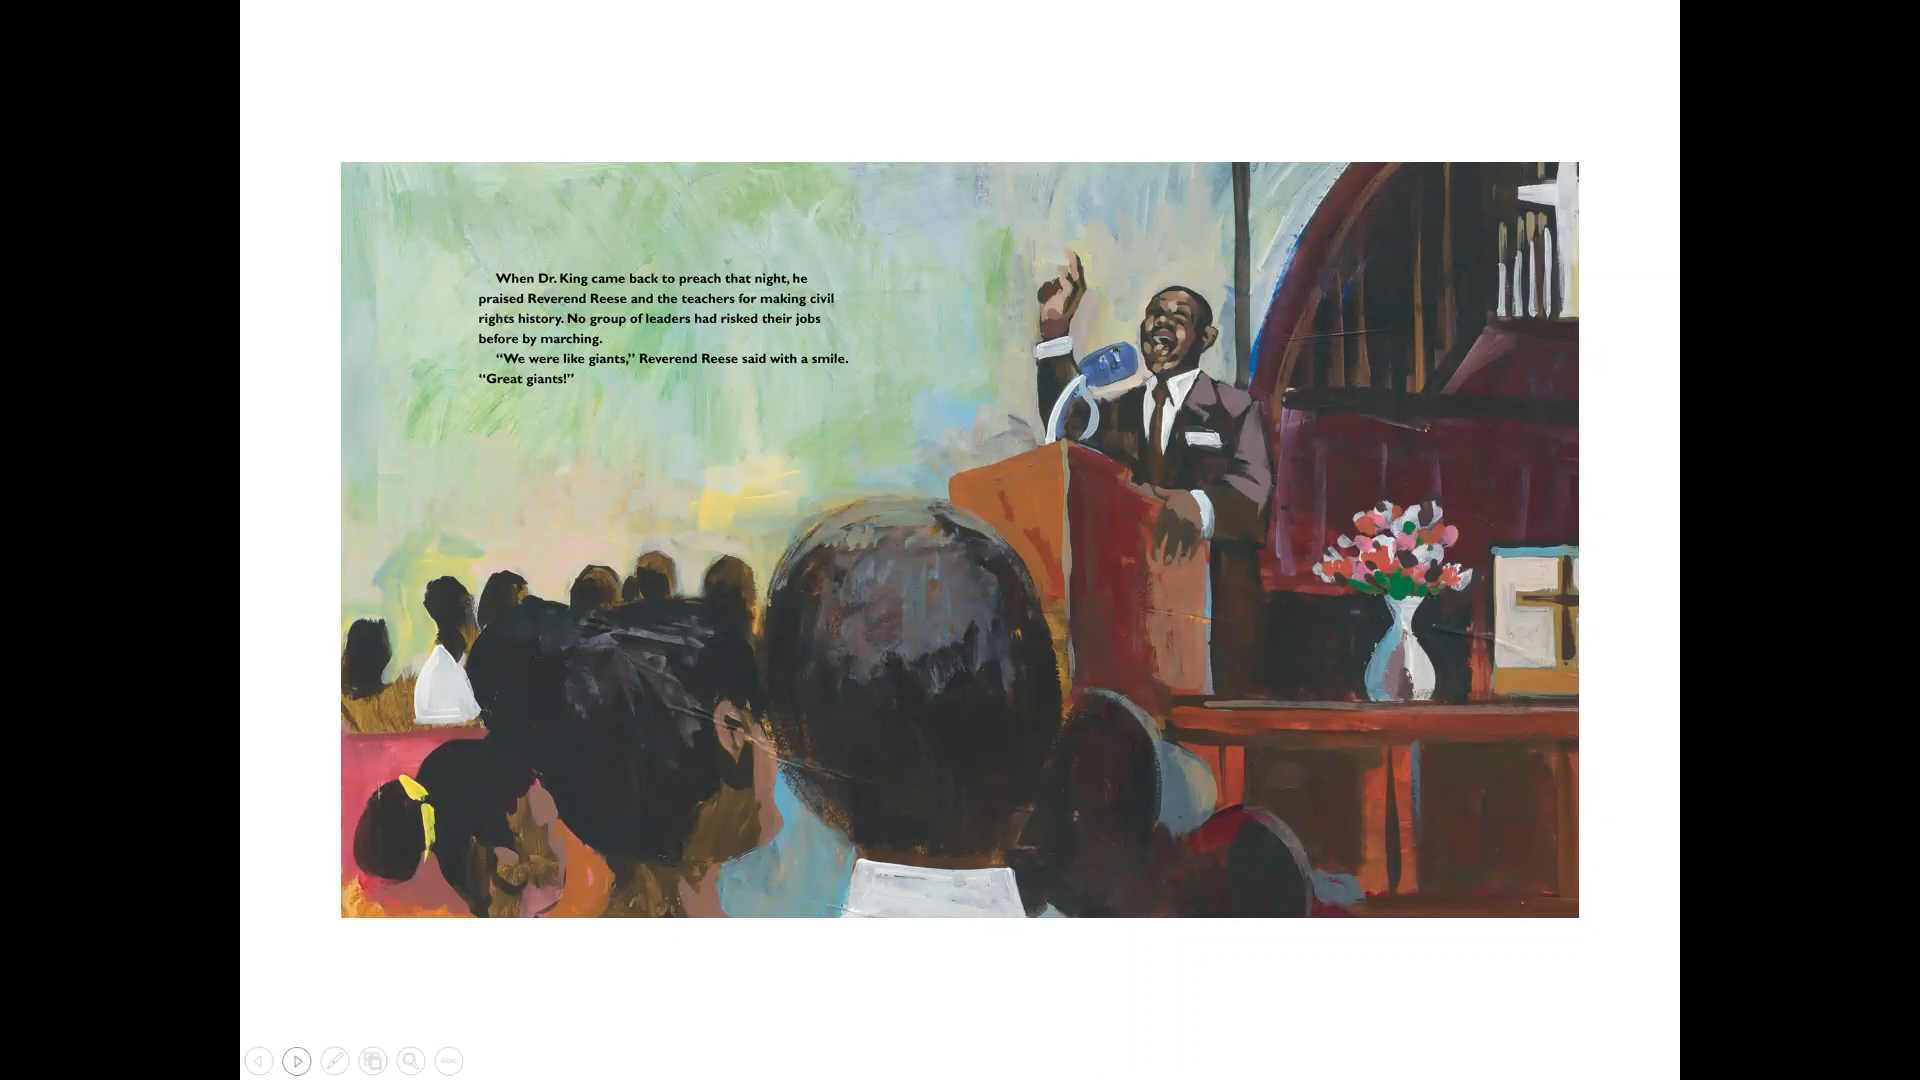 When Dr. King came back to preach that night, he
praised Reverend Reese and the teachers for making civil
rights history. No group of leaders had risked their jobs
before by marching.
“We were like giants,” Reverend Reese said with a smile.
“Great giants!”